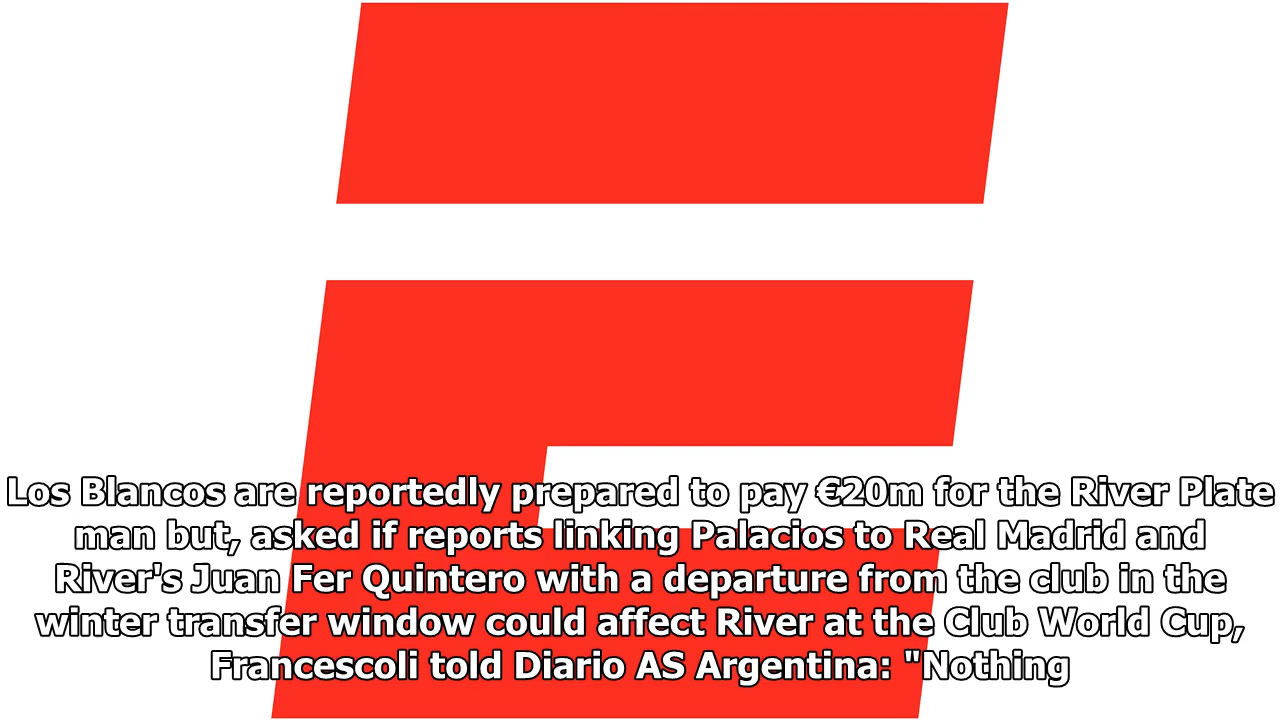 Los Blancos are reportedly prepared to pay €20m for the River Plate
man but, asked if reports linking Palacios to Real Madrid and
River's Juan Fer Quintero with a departure from the club in the
winter transfer window could affect River at the Club World Cup,
Francescoli told Diario AS Argentina: "Nothing